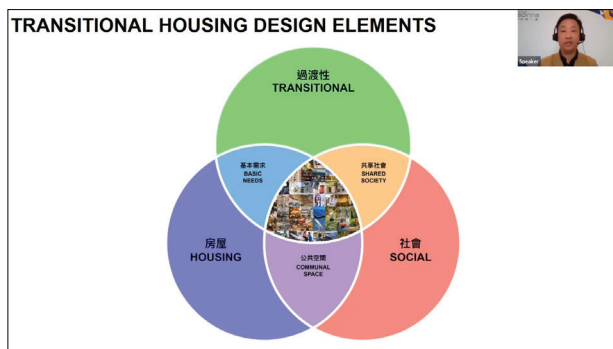 TRANSITIONAL HOUSING DESIGN ELEMENTS
過渡性
TRANSITIONAL
基本需求
BASIC
NEEDS
共享社會
SHARED
SOCIETY
房屋
HOUSING
社會
SOCIAL
公共空間
COMMUNAL
SPACE
Speaker